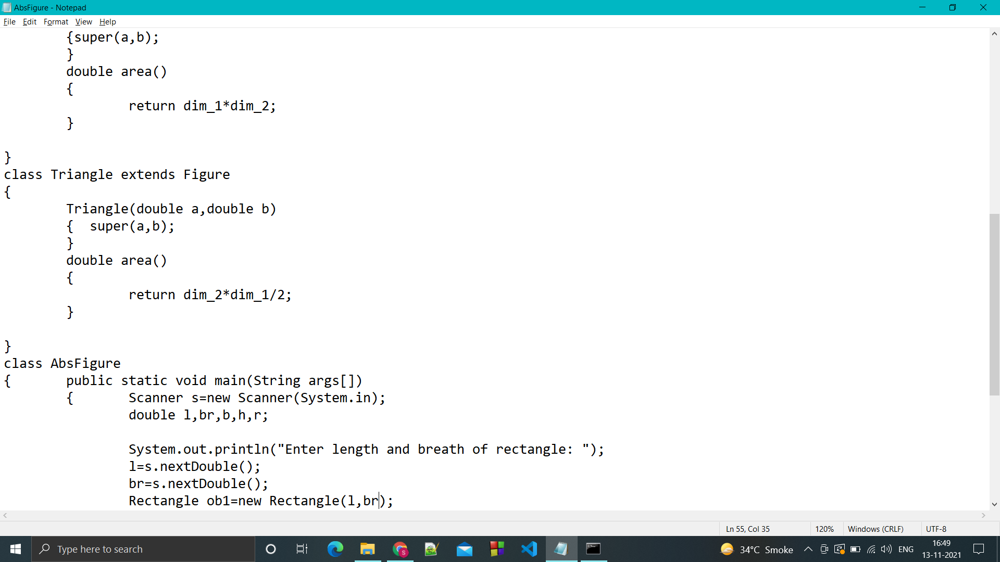 AbsFigure - Notepad
File Edit Format View Help
{super(a,b);
}
double area()
{
return dim_1*dim_2;
}
}
class Triangle extends Figure
{
Triangle(double a,double b)
{ super(a,b);
}
double area()
{
return dim_2*dim_1/2;
}
}
class AbsFigure
{ public static void main(String args[])
{ Scanner s=new Scanner(System.in);
double l,br,b,h,r;
System.out.println("Enter length and breath of rectangle: ");
l=s.nextDouble();
br=s.nextDouble();
Rectangle ob1=new Rectangle(l,br);
Ln 55, Col 35 120% Windows (CRLF) UTF-8
Type here to search
S
34°C Smoke
ENG
16:49
13-11-2021